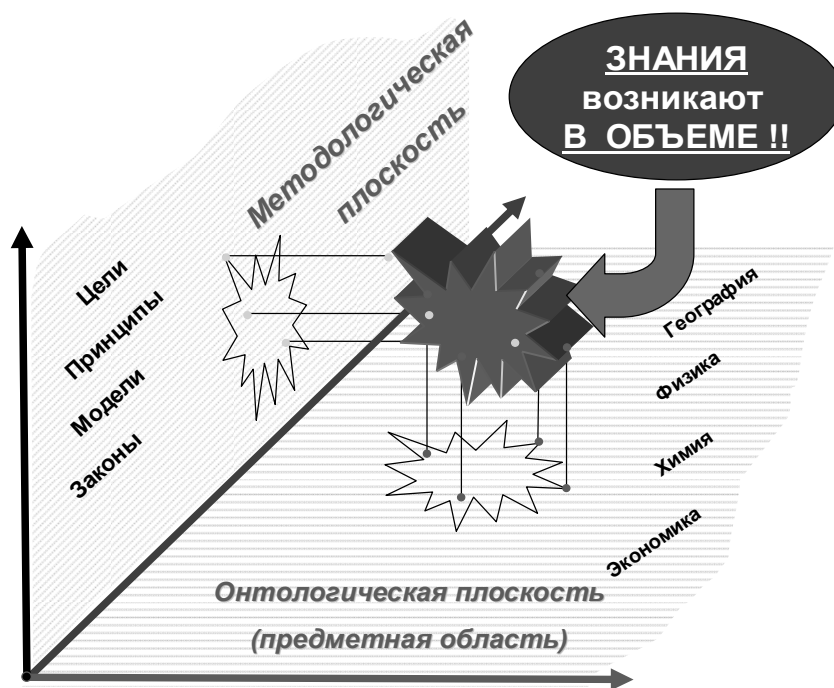 Методологическая
плоскость
ЗНАНИЯ
возникают
В ОБЪЕМЕ !!
Цели
Принципы
Модели
Законы
География
Физика
Химия
Экономика
Онтологическая плоскость
(предметная область)